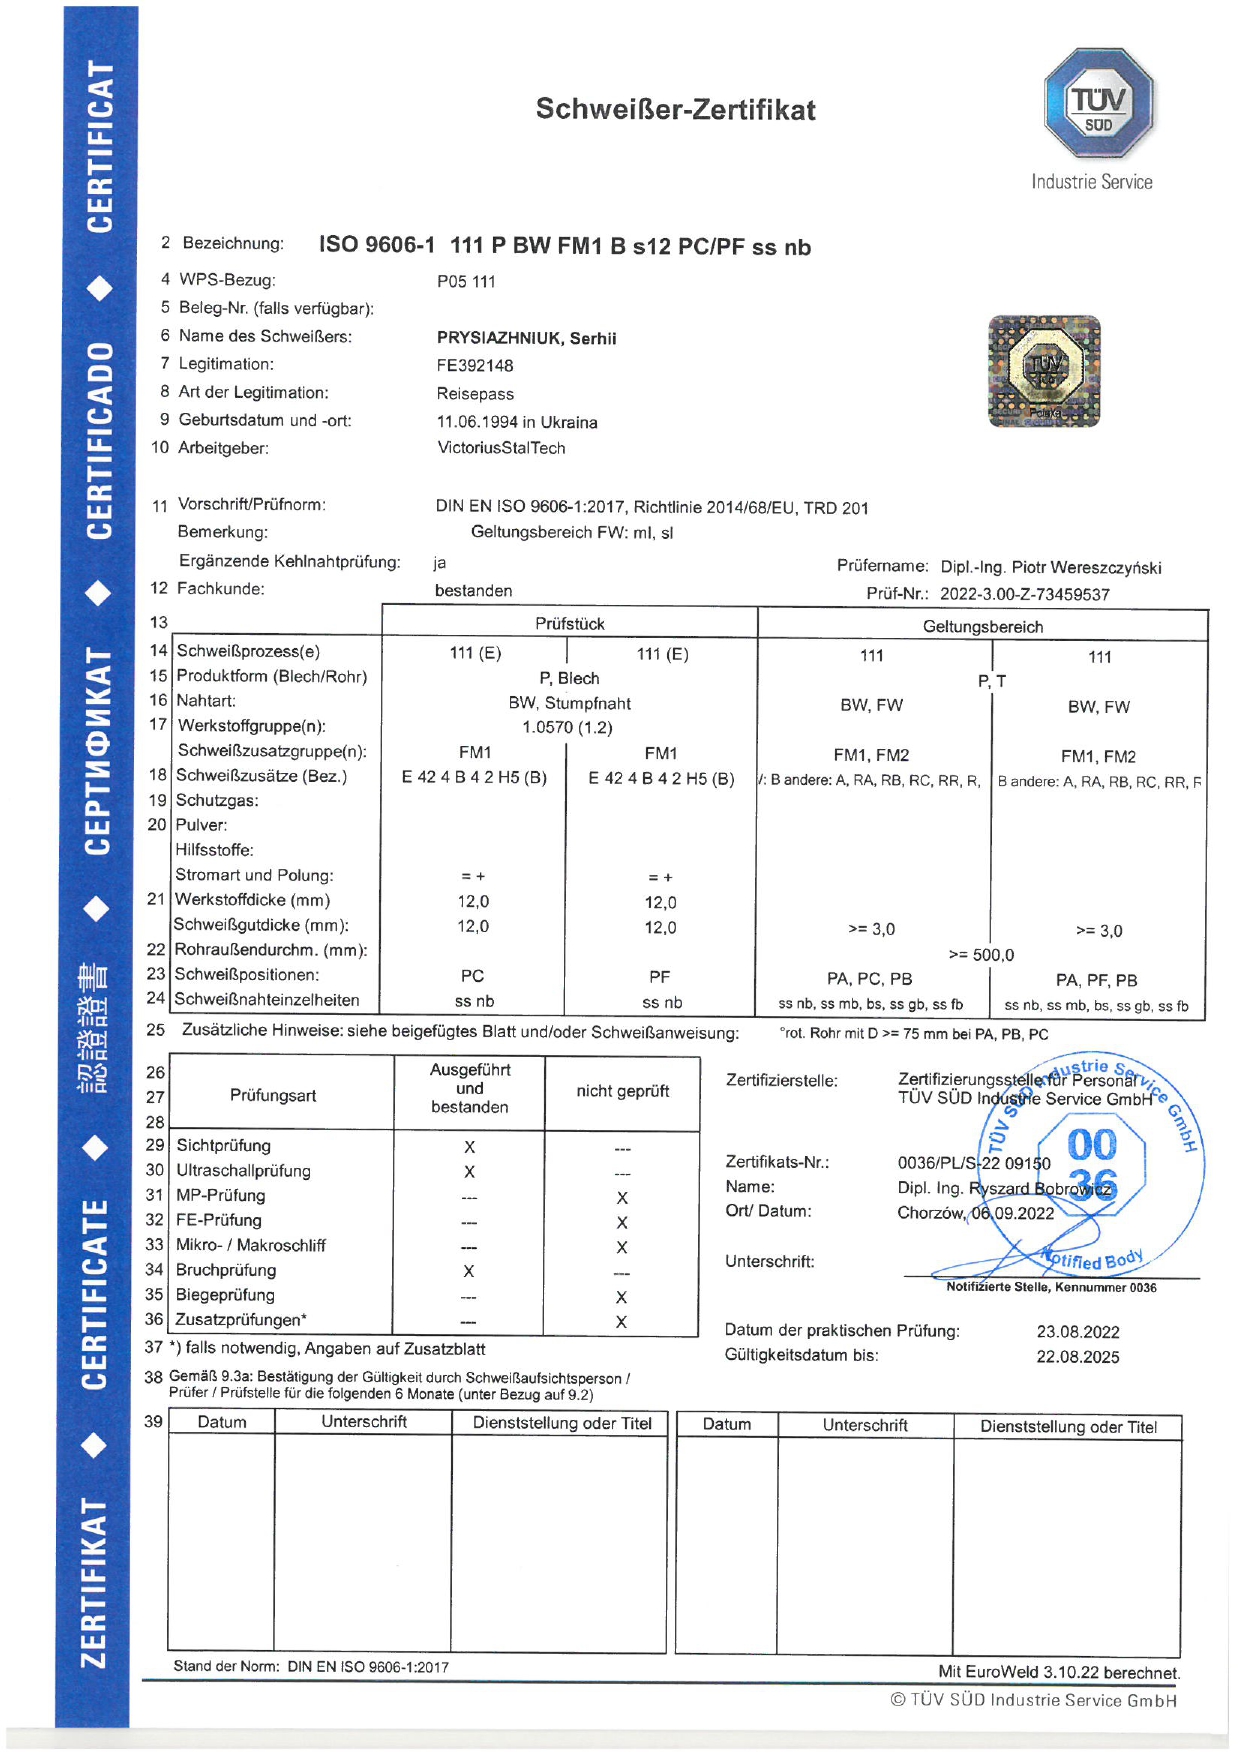 ZERTIFIKAT ◆ CERTIFICATE ◆ 認證證書 ◆ СЕРТИФИКАТ ◆ CERTIFICADO ◆ CERTIFICAT
Schweißer-Zertifikat
TÜV
SÜD
Industrie Service
2 Bezeichnung: ISO 9606-1 111 P BW FM1 B s12 PC/PF ss nb
4 WPS-Bezug: P05 111
5 Beleg-Nr. (falls verfügbar):
6 Name des Schweißers: PRYSIAZHNIUK, Serhii
7 Legitimation: FE392148
8 Art der Legitimation: Reisepass
9 Geburtsdatum und -ort: 11.06.1994 in Ukraina
10 Arbeitgeber: VictoriusStalTech
TÜV
Polska
11 Vorschrift/Prüfnorm: DIN EN ISO 9606-1:2017, Richtlinie 2014/68/EU, TRD 201
Bemerkung: Geltungsbereich FW: ml, sl
Ergänzende Kehlnahtprüfung: ja Prüfername: Dipl.-Ing. Piotr Wereszczyński
12 Fachkunde: bestanden Prüf-Nr.: 2022-3.00-Z-73459537
13 Prüfstück Geltungsbereich
14 Schweißprozess(e) 111 (E) 111 (E) 111 111
15 Produktform (Blech/Rohr) P, Blech P, T
16 Nahtart: BW, Stumpfnaht BW, FW BW, FW
17 Werkstoffgruppe(n): 1.0570 (1.2)
Schweißzusatzgruppe(n): FM1 FM1 FM1, FM2 FM1, FM2
18 Schweißzusätze (Bez.) E 42 4 B 4 2 H5 (B) E 42 4 B 4 2 H5 (B) /: B andere: A, RA, RB, RC, RR, R, B andere: A, RA, RB, RC, RR, R
19 Schutzgas:
20 Pulver:
Hilfsstoffe:
Stromart und Polung: = + = +
21 Werkstoffdicke (mm) 12,0 12,0
Schweißgutdicke (mm): 12,0 12,0 >= 3,0 >= 3,0
22 Rohraußendurchm. (mm): >= 500,0
23 Schweißpositionen: PC PF PA, PC, PB PA, PF, PB
24 Schweißnahteinzelheiten ss nb ss nb ss nb, ss mb, bs, ss gb, ss fb ss nb, ss mb, bs, ss gb, ss fb
25 Zusätzliche Hinweise: siehe beigefügtes Blatt und/oder Schweißanweisung: °rot. Rohr mit D >= 75 mm bei PA, PB, PC
26
27
28
Prüfungsart Ausgeführt und bestanden nicht geprüft
29 Sichtprüfung X ---
30 Ultraschallprüfung X ---
31 MP-Prüfung --- X
32 FE-Prüfung --- X
33 Mikro- / Makroschliff --- X
34 Bruchprüfung X ---
35 Biegeprüfung --- X
36 Zusatzprüfungen* --- X
37 *) falls notwendig, Angaben auf Zusatzblatt
Zertifizierstelle: Zertifizierungsstelle für Personal
TÜV SÜD Industrie Service GmbH
Zertifikats-Nr.: 0036/PL/S-22 09150
Name: Dipl. Ing. Ryszard Bobrowicz
Ort/ Datum: Chorzów, 06.09.2022
Unterschrift:
TÜV SÜD Industrie Service GmbH
00
36
Notified Body
Notifizierte Stelle, Kennummer 0036
Datum der praktischen Prüfung: 23.08.2022
Gültigkeitsdatum bis: 22.08.2025
38 Gemäß 9.3a: Bestätigung der Gültigkeit durch Schweißaufsichtsperson /
Prüfer / Prüfstelle für die folgenden 6 Monate (unter Bezug auf 9.2)
39 Datum Unterschrift Dienststellung oder Titel Datum Unterschrift Dienststellung oder Titel
Stand der Norm: DIN EN ISO 9606-1:2017
Mit EuroWeld 3.10.22 berechnet.
© TÜV SÜD Industrie Service GmbH